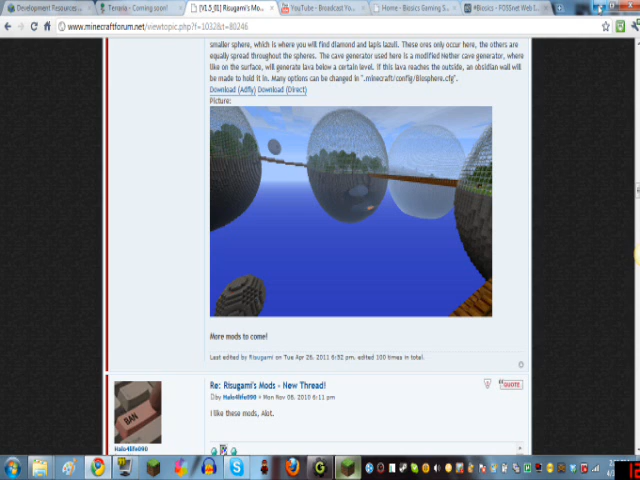 Development Resources ...
Terraria - Coming soon!
[V1.5_01] Risugami's Mo...
YouTube - Broadcast Yo...
Home - Bioxics Gaming S...
#Bioxics - FOSSnet Web I...
www.minecraftforum.net/viewtopic.php?f=1032&t=80246
smaller sphere, which is where you will find diamond and lapis lazuli. These ores only occur here, the others are
equally spread throughout the spheres. The cave generator used here is a modified Nether cave generator, where
like on the surface, will generate lava below a certain level. If this lava reaches the outside, an obsidian wall will
be made to hold it in. Many options can be changed in ".minecraft/config/Biosphere.cfg".
Download (Adfly) Download (Direct)
Picture:
More mods to come!
Last edited by Risugami on Tue Apr 26, 2011 6:52 pm, edited 100 times in total.
Re: Risugami's Mods - New Thread!
QUOTE
by Halo4life090 » Mon Nov 08, 2010 6:11 pm
I like these mods, Alot.
BAN
Halo4life090